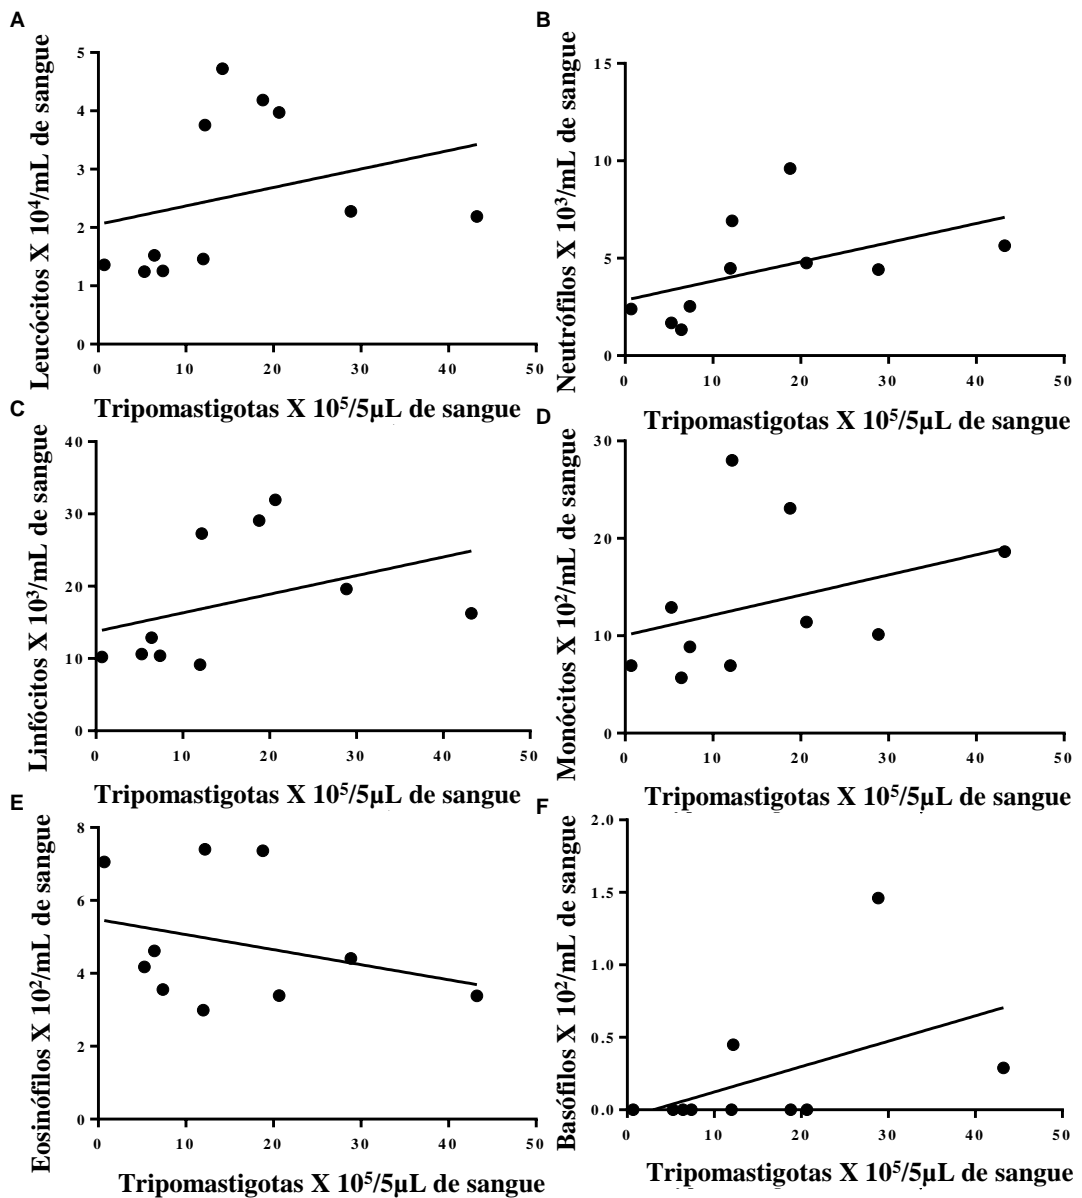 A
Leucócitos X 10⁴/mL de sangue
5
4
3
2
1
0
0 10 20 30 40 50
Tripomastigotas X 10⁵/5µL de sangue
B
Neutrófilos X 10³/mL de sangue
15
10
5
0
0 10 20 30 40 50
Tripomastigotas X 10⁵/5µL de sangue
C
Linfócitos X 10³/mL de sangue
40
30
20
10
0
0 10 20 30 40 50
Tripomastigotas X 10⁵/5µL de sangue
D
Monócitos X 10²/mL de sangue
30
20
10
0
0 10 20 30 40 50
Tripomastigotas X 10⁵/5µL de sangue
E
Eosinófilos X 10²/mL de sangue
8
6
4
2
0
0 10 20 30 40 50
Tripomastigotas X 10⁵/5µL de sangue
F
Basófilos X 10²/mL de sangue
2.0
1.5
1.0
0.5
0.0
0 10 20 30 40 50
Tripomastigotas X 10⁵/5µL de sangue